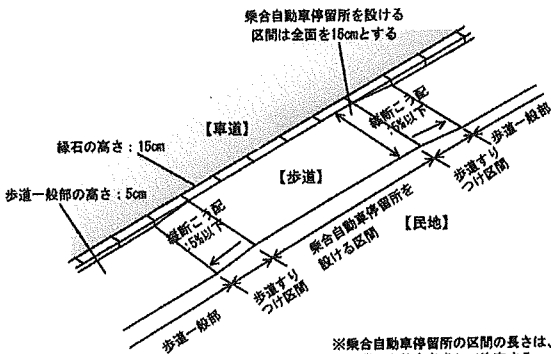 乗合自動車停留所を設ける
区間は全面を15cmとする
【車道】
縁石の高さ：15cm
縦断こう配
5%以下
歩道一般部
【歩道】
歩道すり
つけ区間
歩道一般部の高さ：5cm
乗合自動車停留所を
設ける区間
【民地】
縦断こう配
5%以下
歩道すり
つけ区間
歩道一般部
※乗合自動車停留所の区間の長さは、